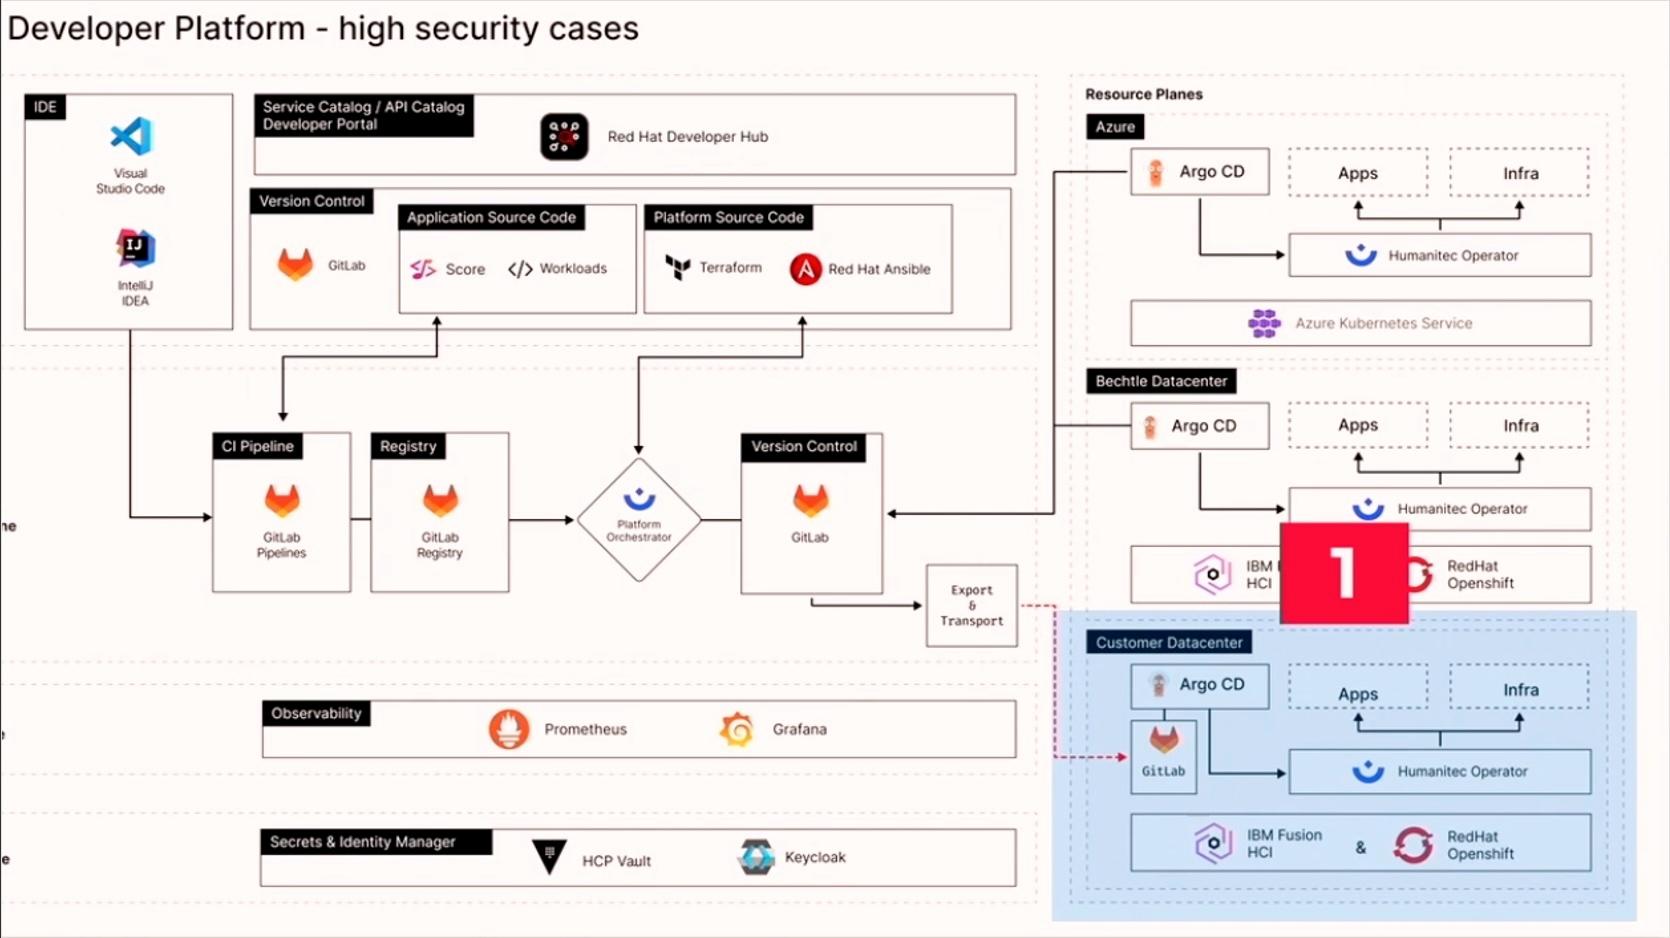 Developer Platform - high security cases
IDE
Visual
Studio Code
IJ
IntelliJ
IDEA
Service Catalog / API Catalog
Developer Portal
Red Hat Developer Hub
Version Control
GitLab
Application Source Code
Score
</> Workloads
Platform Source Code
Terraform
Red Hat Ansible
CI Pipeline
GitLab
Pipelines
Registry
GitLab
Registry
Platform
Orchestrator
Version Control
GitLab
Export
&
Transport
Observability
Prometheus
Grafana
Secrets & Identity Manager
HCP Vault
Keycloak
Resource Planes
Azure
Argo CD
Apps
Infra
Humanitec Operator
Azure Kubernetes Service
Bechtle Datacenter
Argo CD
Apps
Infra
Humanitec Operator
IBM
HCI
1
RedHat
Openshift
Customer Datacenter
Argo CD
Apps
Infra
GitLab
Humanitec Operator
IBM Fusion
HCI
&
RedHat
Openshift